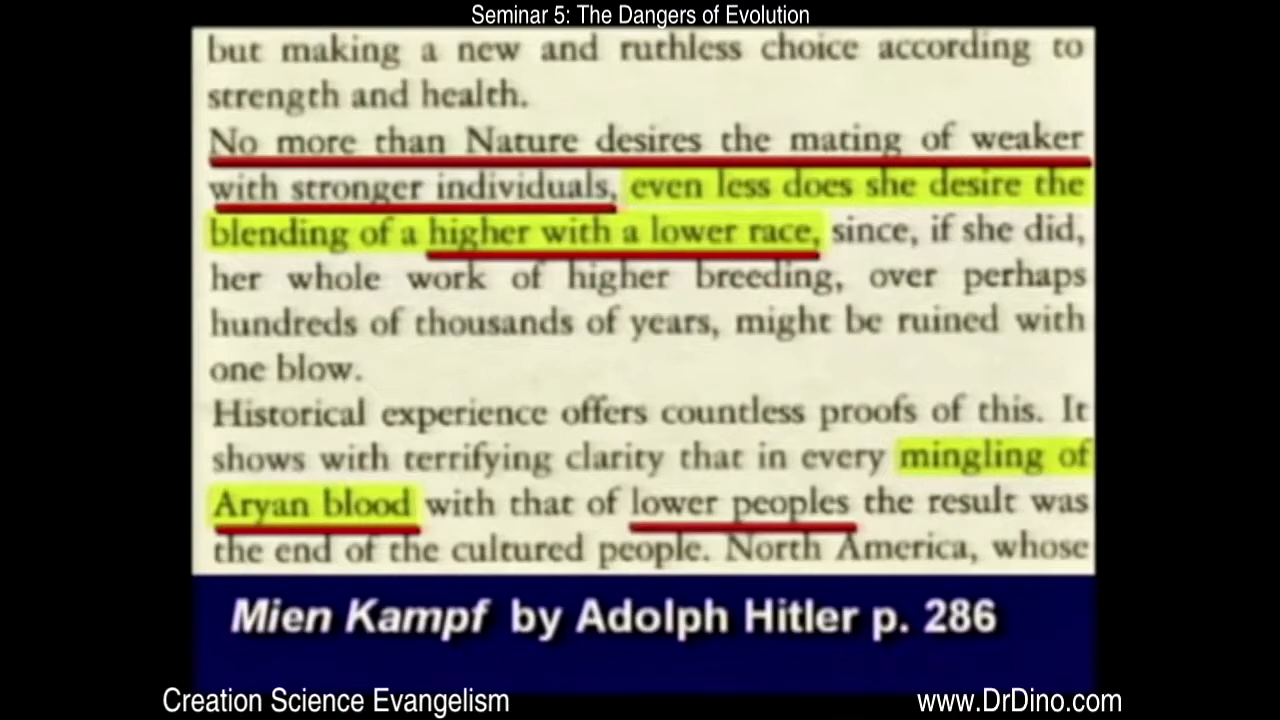 Seminar 5: The Dangers of Evolution
but making a new and ruthless choice according to
strength and health.
No more than Nature desires the mating of weaker
with stronger individuals, even less does she desire the
blending of a higher with a lower race, since, if she did,
her whole work of higher breeding, over perhaps
hundreds of thousands of years, might be ruined with
one blow.
Historical experience offers countless proofs of this. It
shows with terrifying clarity that in every mingling of
Aryan blood with that of lower peoples the result was
the end of the cultured people. North America, whose
Mien Kampf by Adolph Hitler p. 286
Creation Science Evangelism www.DrDino.com